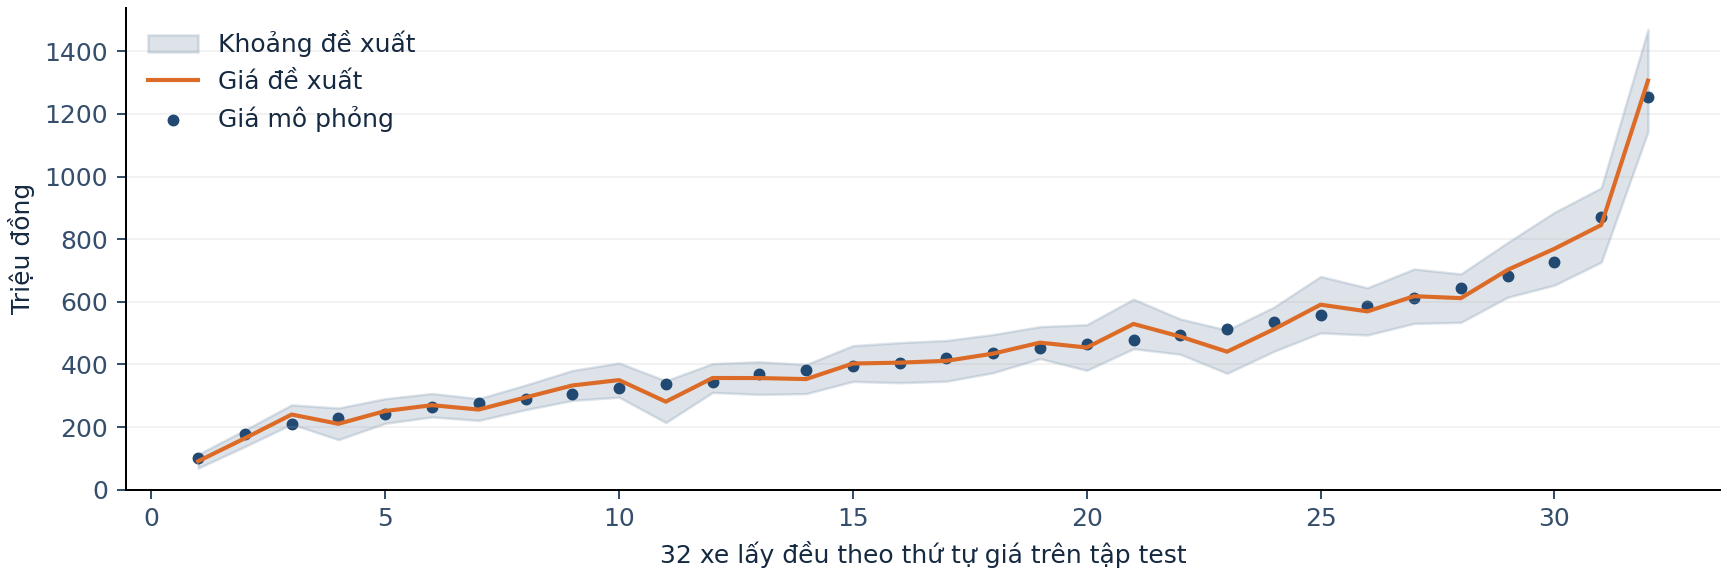 Khoảng đề xuất
Giá đề xuất
Giá mô phỏng
Triệu đồng
1400
1200
1000
800
600
400
200
0
0 5 10 15 20 25 30
32 xe lấy đều theo thứ tự giá trên tập test